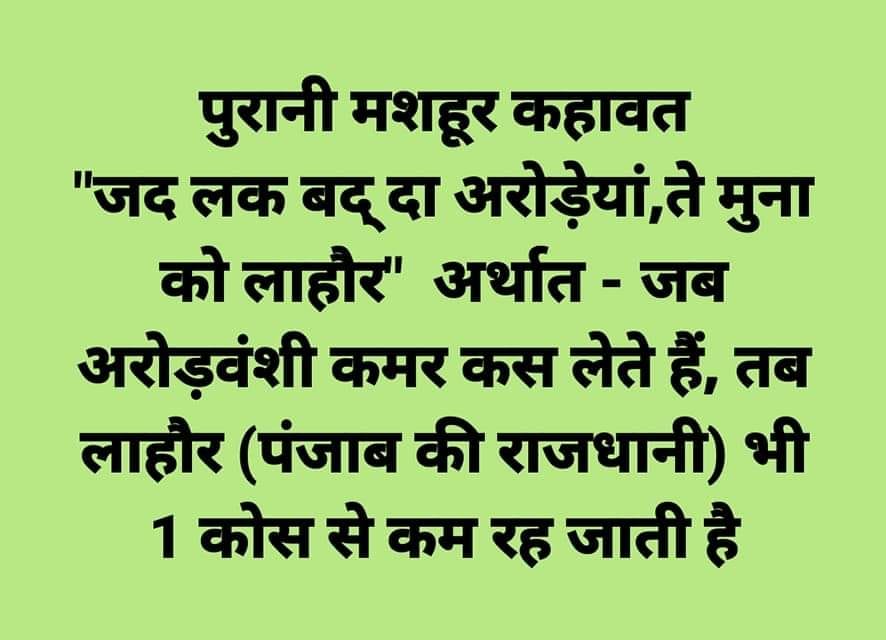 पुरानी मशहूर कहावत
"जद लक बद् दा अरोड़ेयां,ते मुना
को लाहौर" अर्थात - जब
अरोड़वंशी कमर कस लेते हैं, तब
लाहौर (पंजाब की राजधानी) भी
1 कोस से कम रह जाती है